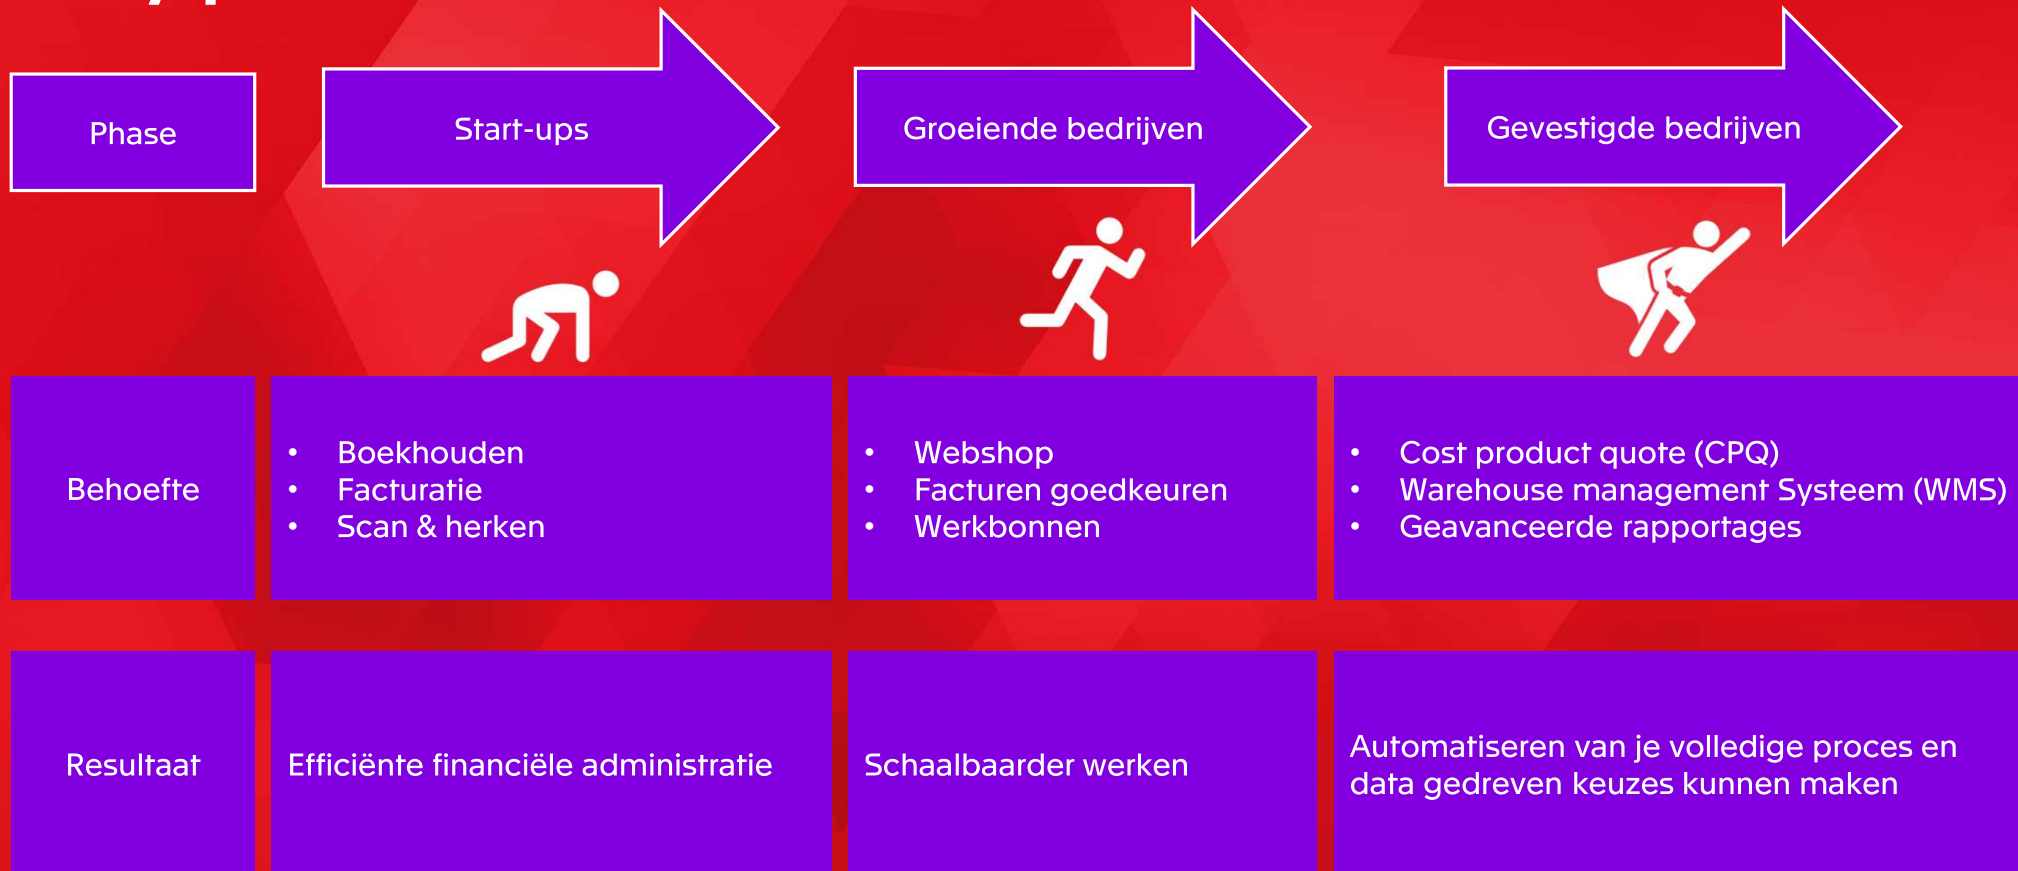 Phase
Start-ups
Groeiende bedrijven
Gevestigde bedrijven
Behoefte
• Boekhouden
• Facturatie
• Scan & herken
• Webshop
• Facturen goedkeuren
• Werkbonnen
• Cost product quote (CPQ)
• Warehouse management Systeem (WMS)
• Geavanceerde rapportages
Resultaat
Efficiënte financiële administratie
Schaalbaarder werken
Automatiseren van je volledige proces en
data gedreven keuzes kunnen maken